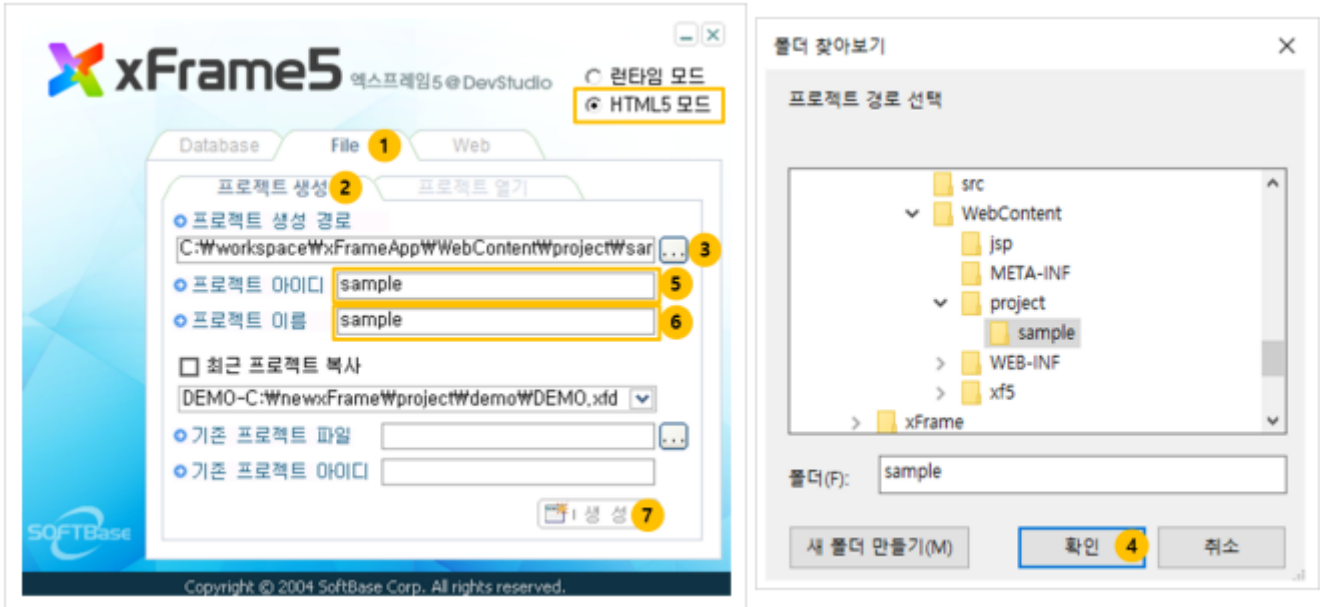 xFrame5 엑스프레임5@DevStudio
런타임 모드
HTML5 모드
Database File 1 Web
프로젝트 생성 2 프로젝트 열기
프로젝트 생성 경로
C:₩workspace₩xFrameApp₩WebContent₩project₩sar ... 3
프로젝트 아이디 sample 5
프로젝트 이름 sample 6
최근 프로젝트 복사
DEMO-C:₩newxFrame₩project₩demo₩DEMO.xfd
기존 프로젝트 파일 ...
기존 프로젝트 아이디
생 성 7
SOFTBase
Copyright © 2004 SoftBase Corp. All rights reserved.
폴더 찾아보기
프로젝트 경로 선택
src
WebContent
jsp
META-INF
project
sample
WEB-INF
xf5
xFrame
폴더(F): sample
새 폴더 만들기(M) 확인 4 취소